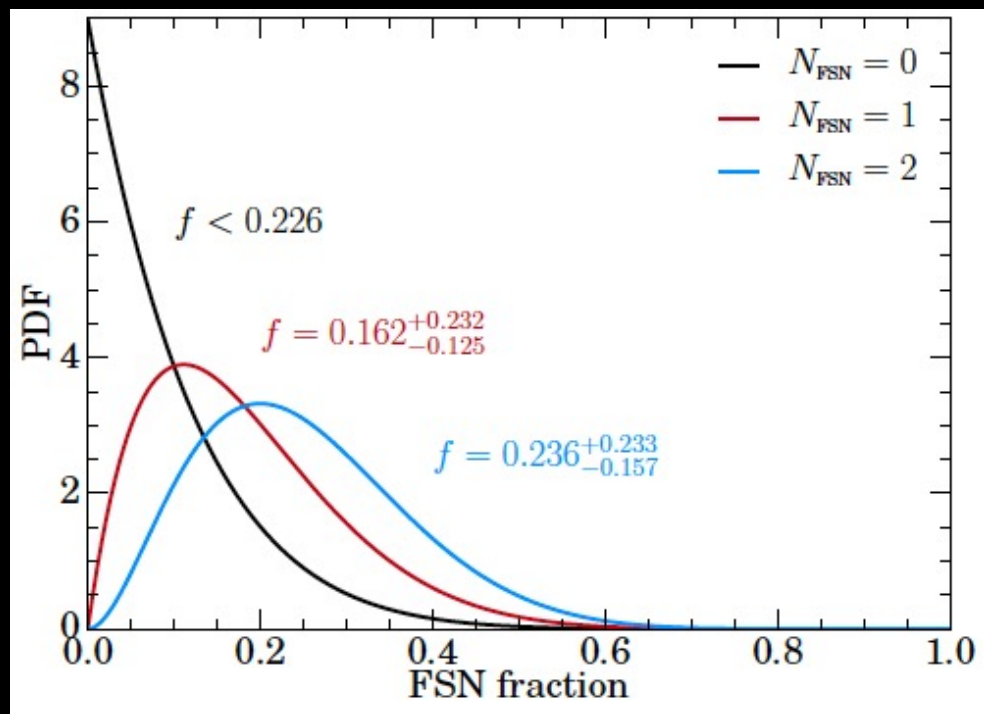 N_FSN = 0
N_FSN = 1
N_FSN = 2
f < 0.226
f = 0.162^{+0.232}_{-0.125}
f = 0.236^{+0.233}_{-0.157}
PDF
8
6
4
2
0
0.0 0.2 0.4 0.6 0.8 1.0
FSN fraction